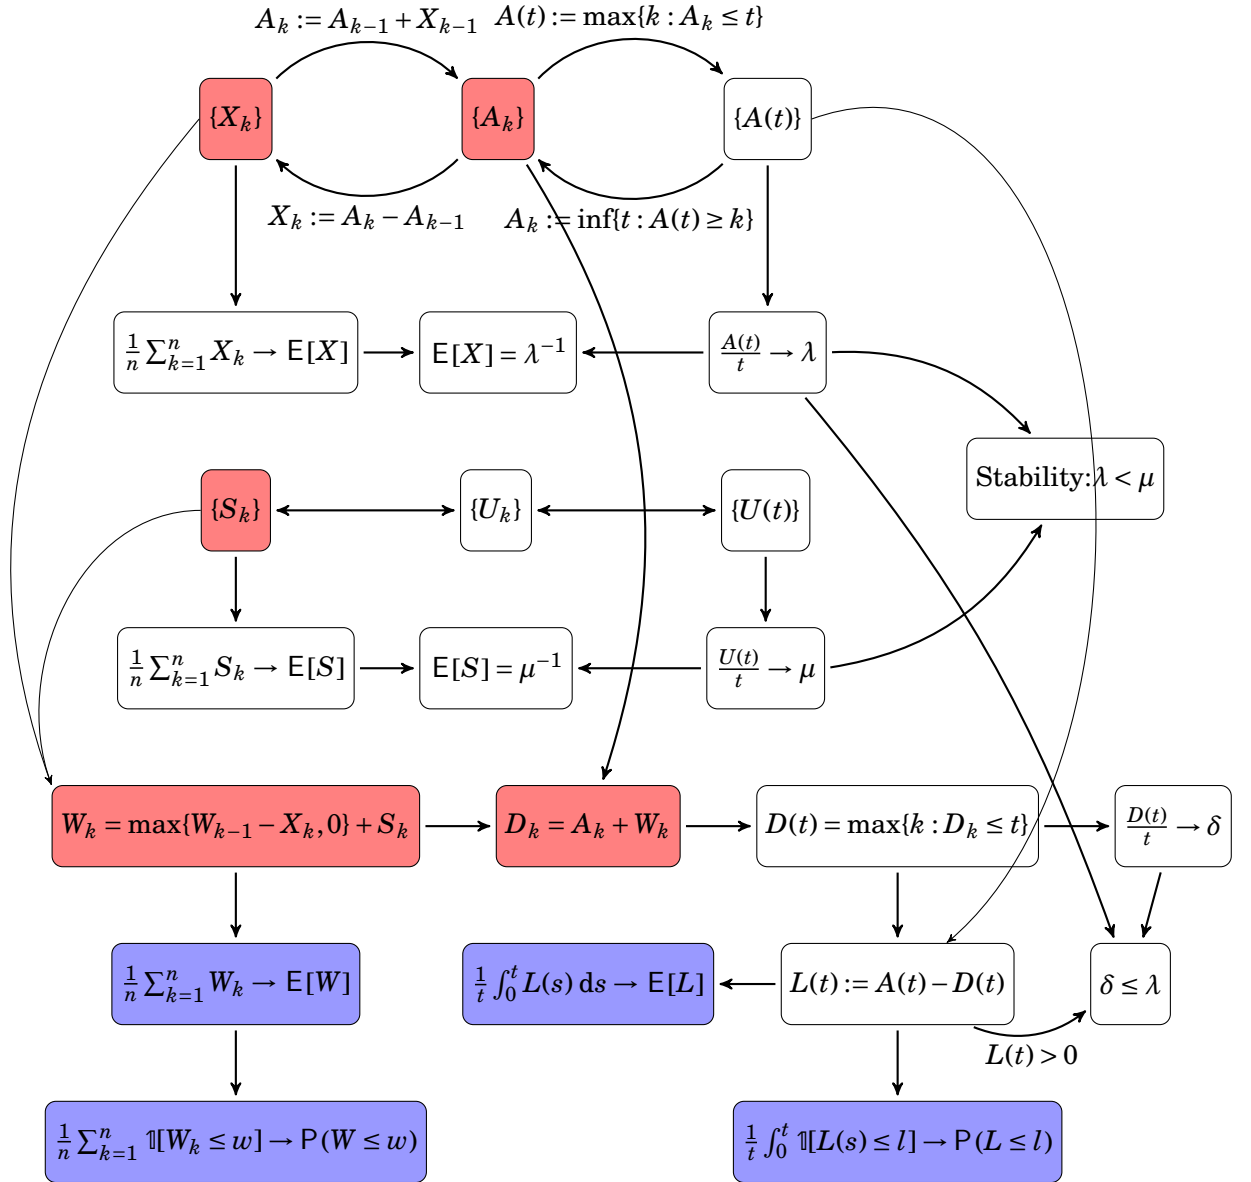 A_k := A_{k−1} + X_{k−1}
A(t) := max{k : A_k ≤ t}
{X_k}
{A_k}
{A(t)}
X_k := A_k − A_{k−1}
A_k := inf{t : A(t) ≥ k}
1/n ∑_{k=1}^n X_k → E[X]
E[X] = λ^{−1}
A(t)/t → λ
Stability: λ < μ
{S_k}
{U_k}
{U(t)}
1/n ∑_{k=1}^n S_k → E[S]
E[S] = μ^{−1}
U(t)/t → μ
W_k = max{W_{k−1} − X_k, 0} + S_k
D_k = A_k + W_k
D(t) = max{k : D_k ≤ t}
D(t)/t → δ
1/n ∑_{k=1}^n W_k → E[W]
1/t ∫_0^t L(s) ds → E[L]
L(t) := A(t) − D(t)
δ ≤ λ
L(t) > 0
1/n ∑_{k=1}^n 𝟙[W_k ≤ w] → P(W ≤ w)
1/t ∫_0^t 𝟙[L(s) ≤ l] → P(L ≤ l)